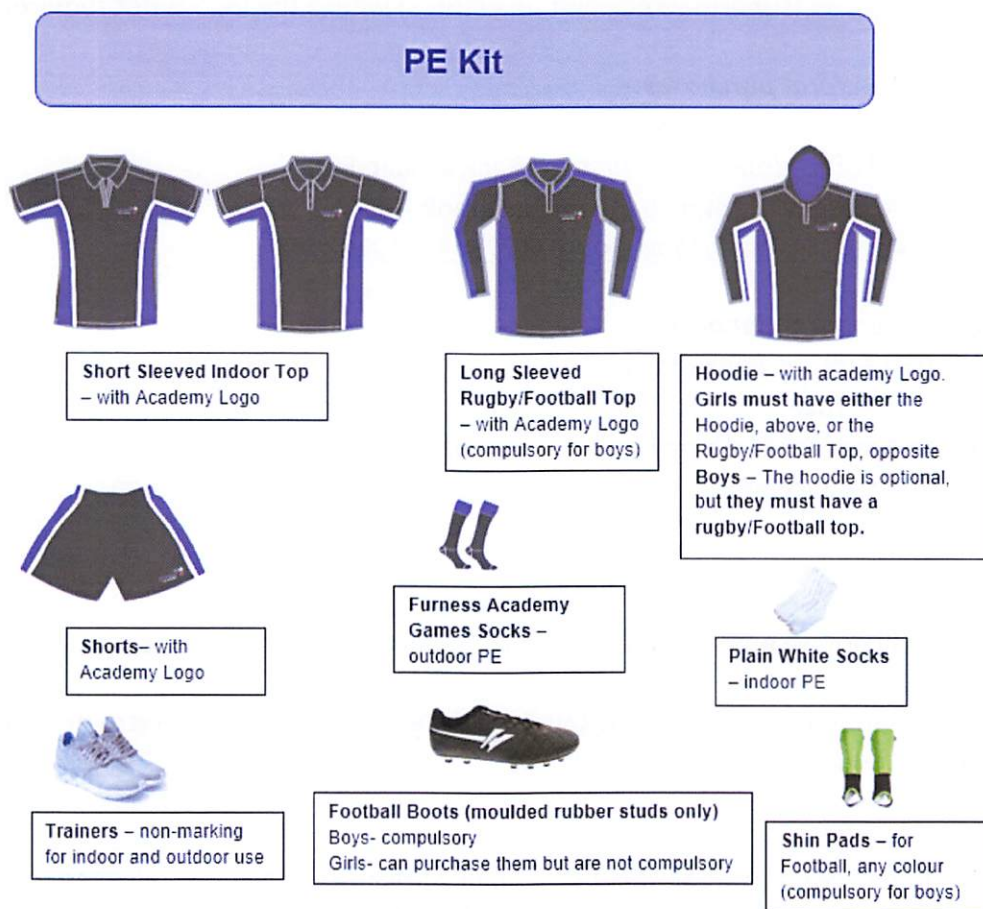 PE Kit
Short Sleeved Indoor Top
– with Academy Logo
Long Sleeved
Rugby/Football Top
– with Academy Logo
(compulsory for boys)
Hoodie – with academy Logo.
Girls must have either the
Hoodie, above, or the
Rugby/Football Top, opposite
Boys – The hoodie is optional,
but they must have a
rugby/Football top.
Shorts– with
Academy Logo
Furness Academy
Games Socks –
outdoor PE
Plain White Socks
– indoor PE
Trainers – non-marking
for indoor and outdoor use
Football Boots (moulded rubber studs only)
Boys- compulsory
Girls- can purchase them but are not compulsory
Shin Pads – for
Football, any colour
(compulsory for boys)